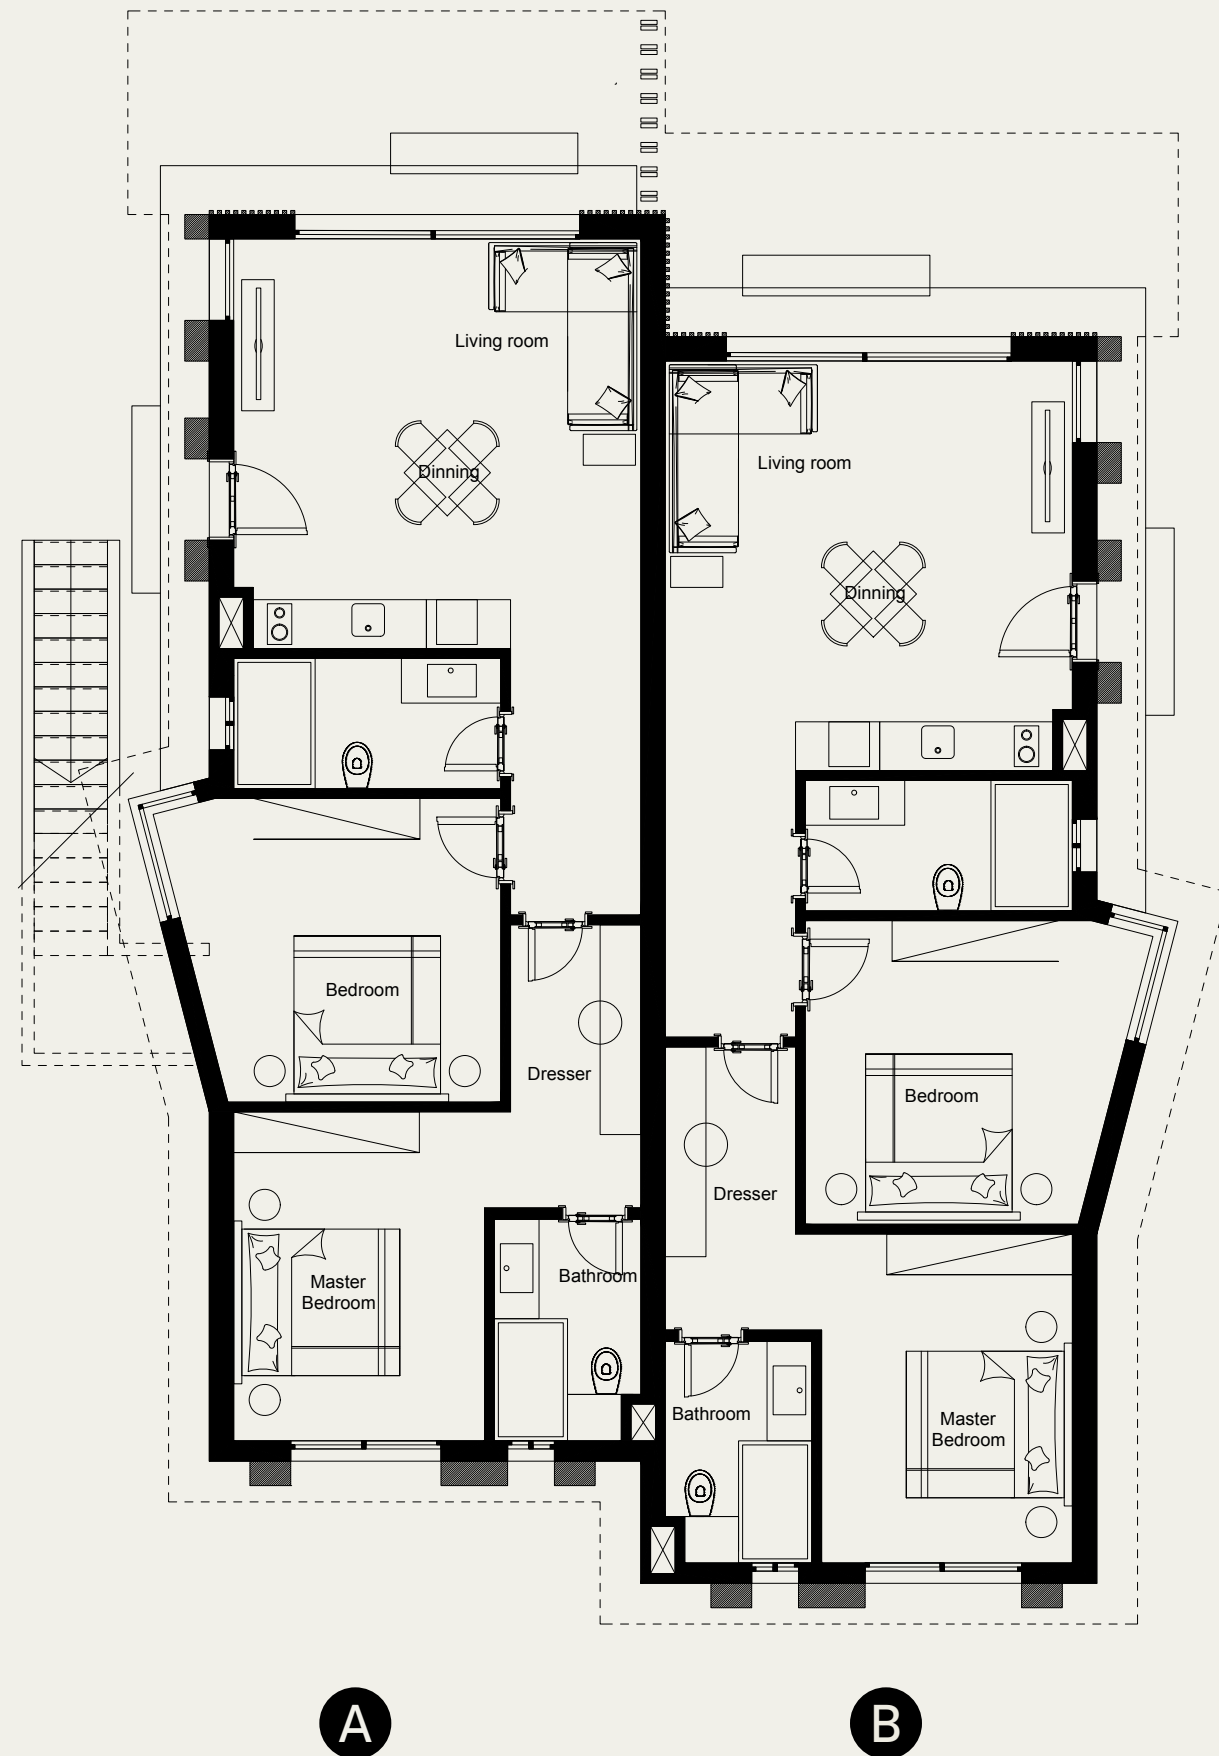 Living room
Dinning
Bedroom
Dresser
Master
Bedroom
Bathroom
Living room
Dinning
Bedroom
Dresser
Bathroom
Master
Bedroom
A
B